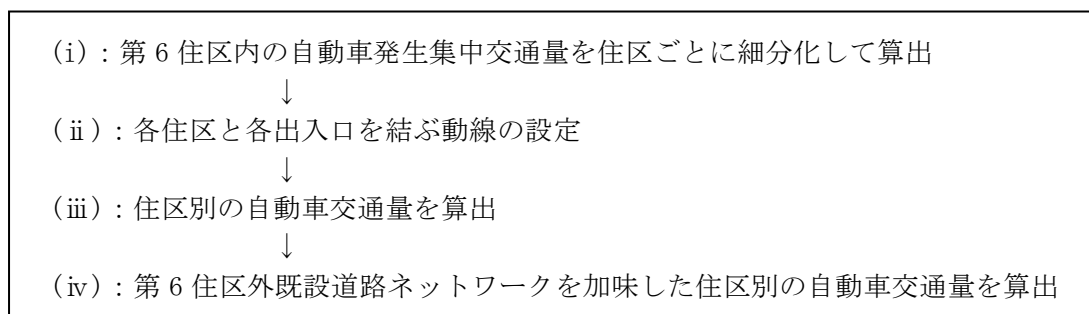 (ⅰ)：第 6 住区内の自動車発生集中交通量を住区ごとに細分化して算出
↓
(ⅱ)：各住区と各出入口を結ぶ動線の設定
↓
(ⅲ)：住区別の自動車交通量を算出
↓
(ⅳ)：第 6 住区外既設道路ネットワークを加味した住区別の自動車交通量を算出